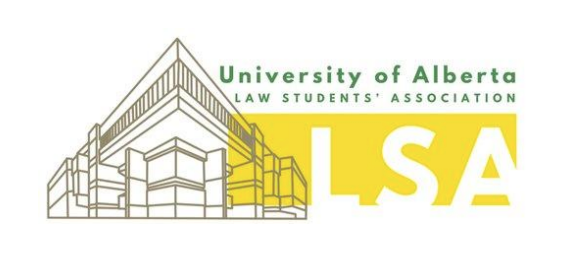 University of Alberta
LAW STUDENTS' ASSOCIATION
LSA